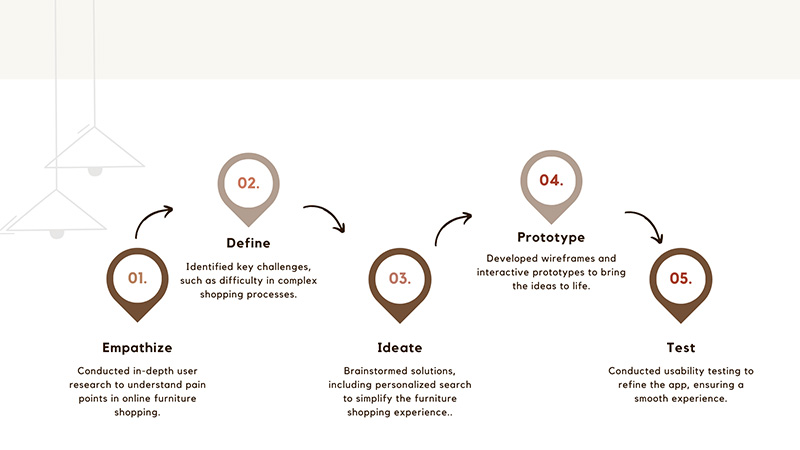 01.
Empathize
Conducted in-depth user
research to understand pain
points in online furniture
shopping.
02.
Define
Identified key challenges,
such as difficulty in complex
shopping processes.
03.
Ideate
Brainstormed solutions,
including personalized search
to simplify the furniture
shopping experience..
04.
Prototype
Developed wireframes and
interactive prototypes to bring
the ideas to life.
05.
Test
Conducted usability testing to
refine the app, ensuring a
smooth experience.